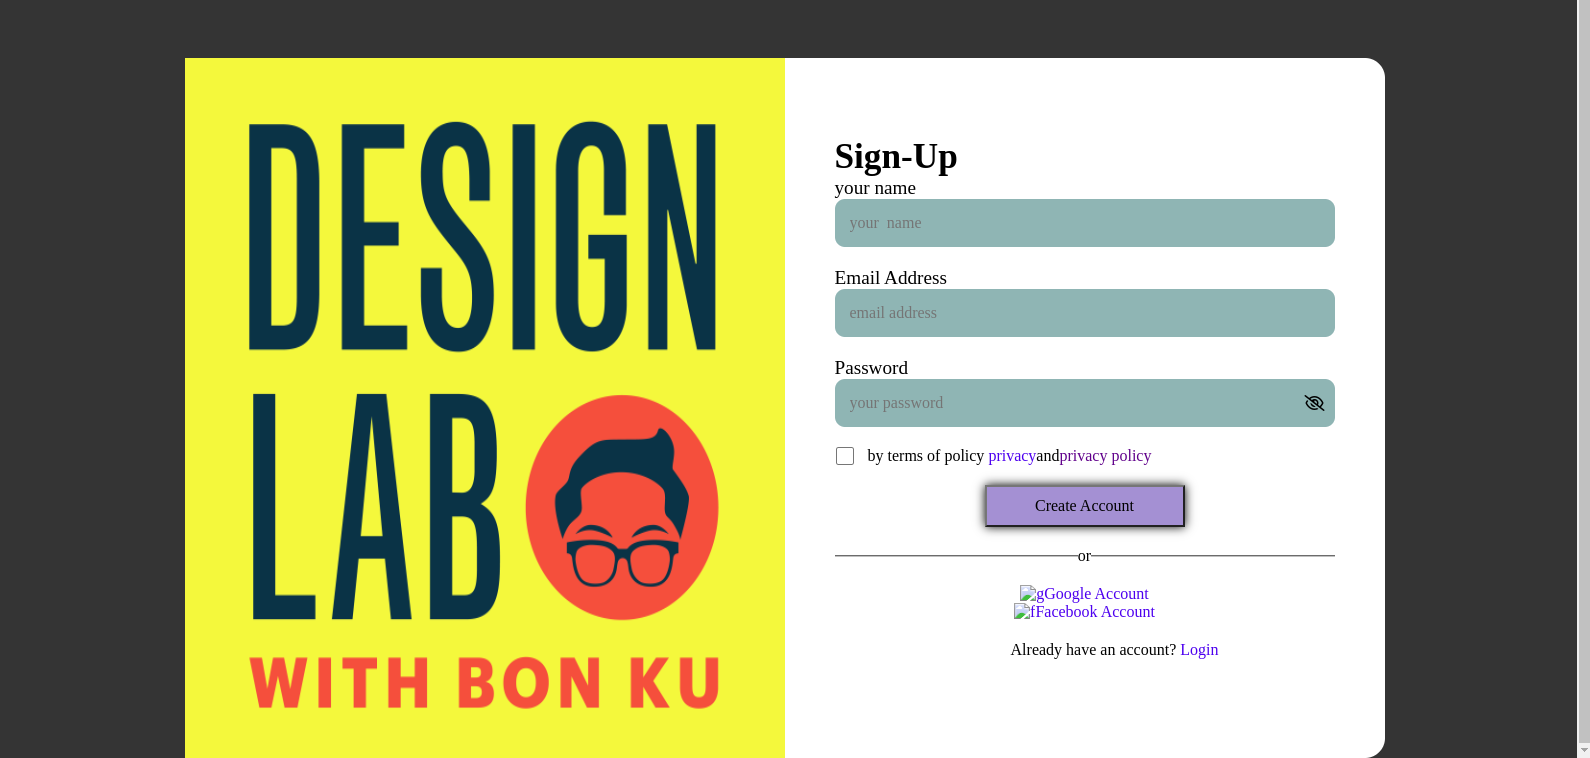 DESIGN
LAB
WITH BON KU
Sign-Up
your name
your  name
Email Address
email address
Password
your password
by terms of policy privacyandprivacy policy
Create Account
or
gGoogle Account
fFacebook Account
Already have an account? Login